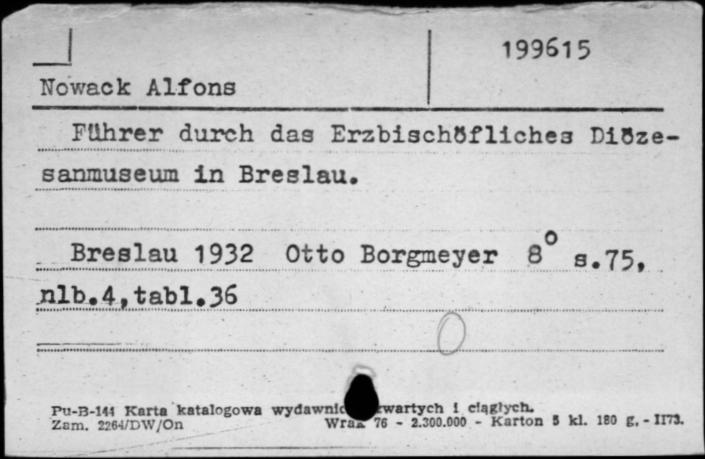 199615
Nowack Alfons
Führer durch das Erzbischöfliches Diöze-
sanmuseum in Breslau.
Breslau 1932 Otto Borgmeyer 8° s.75,
nlb.4,tabl.36
Pu-B-144 Karta katalogowa wydawnic wartych i ciągłych.
Zam. 2264/DW/On Wrak 76 - 2.300.000 - Karton 5 kl. 180 g. - II73.